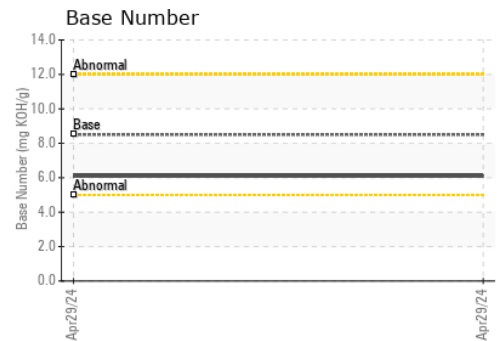 Base Number
14.0
Abnormal
12.0
10.0
Base
8.0
6.0
Abnormal
4.0
2.0
0.0
Base Number (mg KOH/g)
Apr29/24
Apr29/24